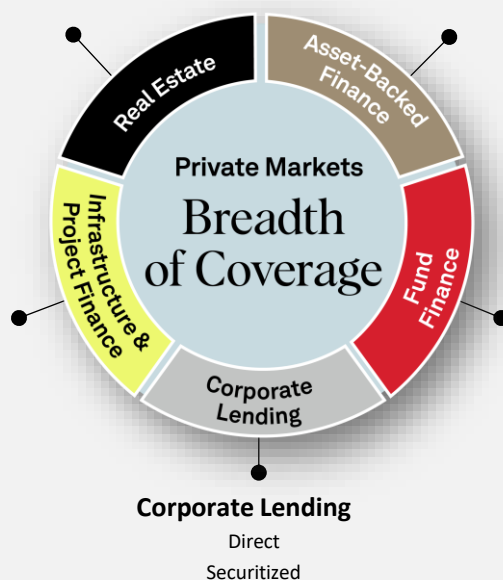 Real Estate
Asset-Backed
Finance
Private Markets
Breadth
of Coverage
Infrastructure &
Project Finance
Fund
Finance
Corporate
Lending
Corporate Lending
Direct
Securitized